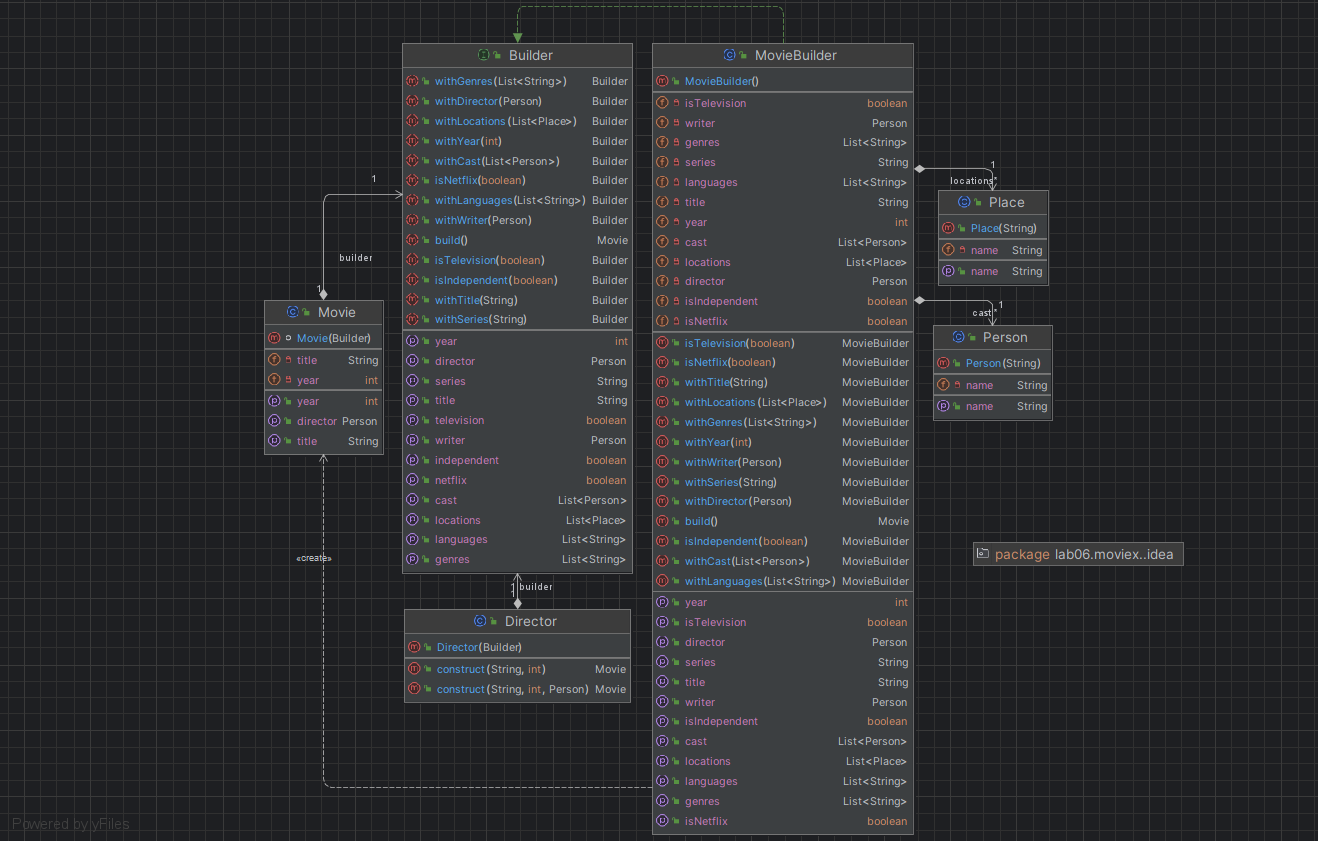 Builder
withGenres(List<String>) Builder
withDirector(Person) Builder
withLocations(List<Place>) Builder
withYear(int) Builder
withCast(List<Person>) Builder
isNetflix(boolean) Builder
withLanguages(List<String>) Builder
withWriter(Person) Builder
build() Movie
isTelevision(boolean) Builder
isIndependent(boolean) Builder
withTitle(String) Builder
withSeries(String) Builder
year int
director Person
series String
title String
television boolean
writer Person
independent boolean
netflix boolean
cast List<Person>
locations List<Place>
languages List<String>
genres List<String>
MovieBuilder
MovieBuilder()
isTelevision boolean
writer Person
genres List<String>
series String
languages List<String>
title String
year int
cast List<Person>
locations List<Place>
director Person
isIndependent boolean
isNetflix boolean
isTelevision(boolean) MovieBuilder
isNetflix(boolean) MovieBuilder
withTitle(String) MovieBuilder
withLocations(List<Place>) MovieBuilder
withGenres(List<String>) MovieBuilder
withYear(int) MovieBuilder
withWriter(Person) MovieBuilder
withSeries(String) MovieBuilder
withDirector(Person) MovieBuilder
build() Movie
isIndependent(boolean) MovieBuilder
withCast(List<Person>) MovieBuilder
withLanguages(List<String>) MovieBuilder
year int
isTelevision boolean
director Person
series String
title String
writer Person
isIndependent boolean
cast List<Person>
locations List<Place>
languages List<String>
genres List<String>
isNetflix boolean
1
locations*
Place
Place(String)
name String
name String
1
cast*
Person
Person(String)
name String
name String
1
builder
1
Movie
Movie(Builder)
title String
year int
year int
director Person
title String
«create»
1 builder
Director
Director(Builder)
construct(String, int) Movie
construct(String, int, Person) Movie
package lab06.moviex..idea
Powered by yFiles